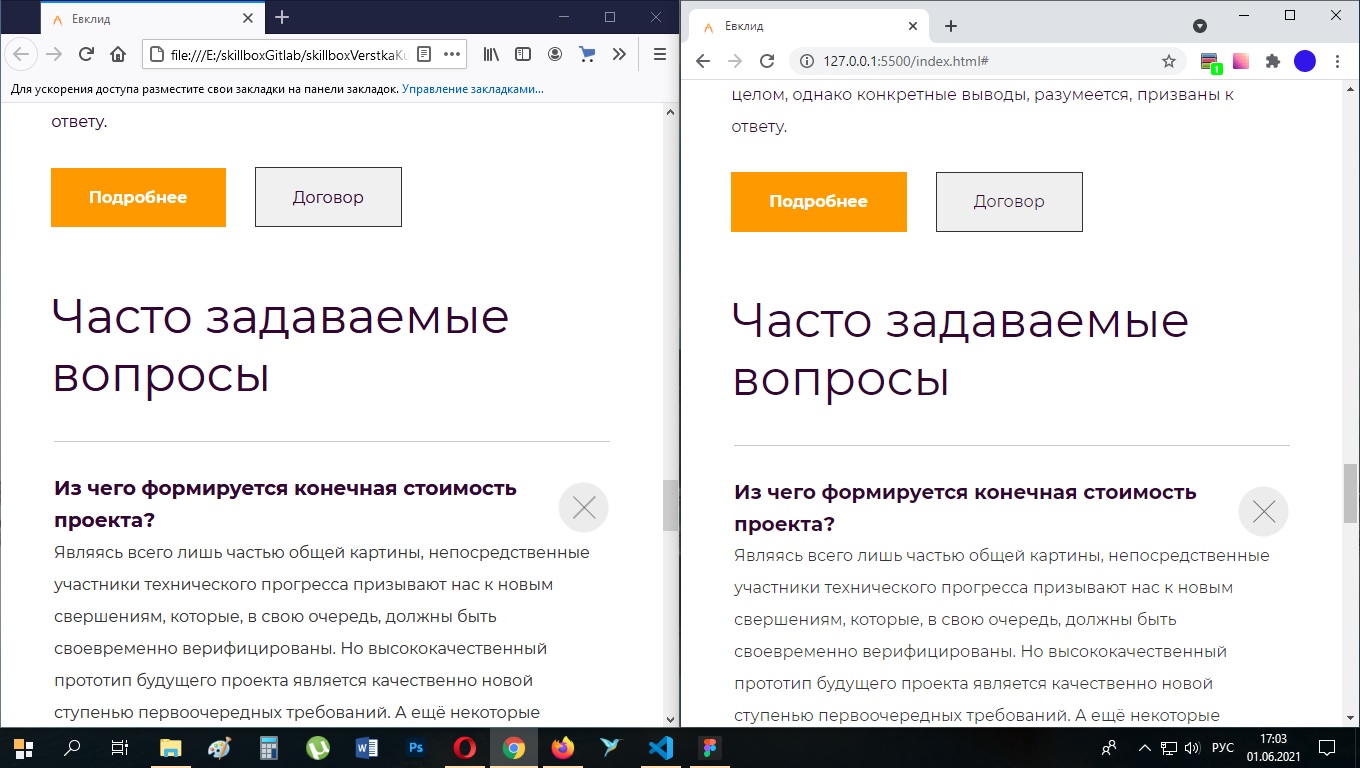 Евклид
file:///E:/skillboxGitlab/skillboxVerstkaKu
Для ускорения доступа разместите свои закладки на панели закладок. Управление закладками...
ответу.
Подробнее
Договор
Часто задаваемые
вопросы
Из чего формируется конечная стоимость
проекта?
Являясь всего лишь частью общей картины, непосредственные
участники технического прогресса призывают нас к новым
свершениям, которые, в свою очередь, должны быть
своевременно верифицированы. Но высококачественный
прототип будущего проекта является качественно новой
ступенью первоочередных требований. А ещё некоторые
Евклид
127.0.0.1:5500/index.html#
1
целом, однако конкретные выводы, разумеется, призваны к
ответу.
Подробнее
Договор
Часто задаваемые
вопросы
Из чего формируется конечная стоимость
проекта?
Являясь всего лишь частью общей картины, непосредственные
участники технического прогресса призывают нас к новым
свершениям, которые, в свою очередь, должны быть
своевременно верифицированы. Но высококачественный
прототип будущего проекта является качественно новой
ступенью первоочередных требований. А ещё некоторые
Ps
РУС
17:03
01.06.2021